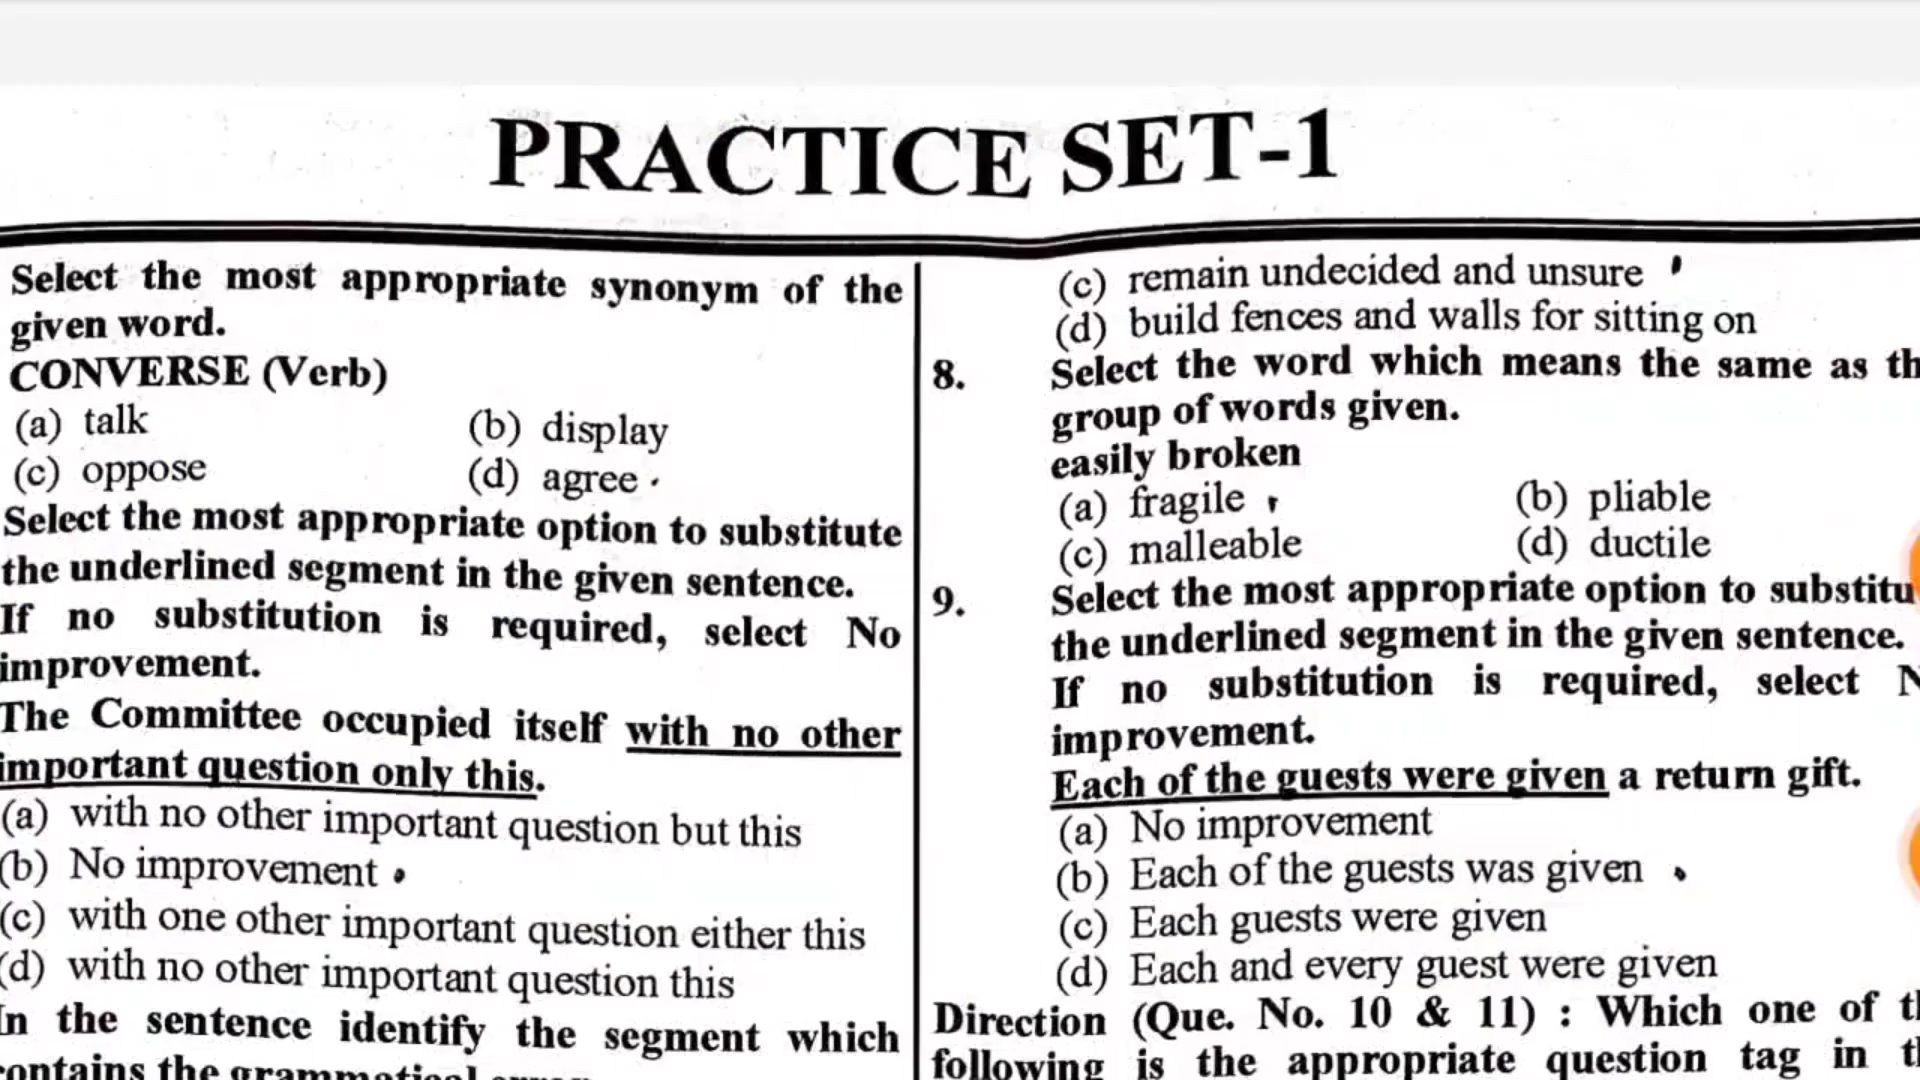 PRACTICE SET-1
Select the most appropriate synonym of the
given word.
CONVERSE (Verb)
(a) talk (b) display
(c) oppose (d) agree
Select the most appropriate option to substitute
the underlined segment in the given sentence.
If no substitution is required, select No
improvement.
The Committee occupied itself with no other
important question only this.
(a) with no other important question but this
(b) No improvement
(c) with one other important question either this
(d) with no other important question this
In the sentence identify the segment which
contains the grammatical error.
(c) remain undecided and unsure
(d) build fences and walls for sitting on
8. Select the word which means the same as th
group of words given.
easily broken
(a) fragile (b) pliable
(c) malleable (d) ductile
9. Select the most appropriate option to substitu
the underlined segment in the given sentence.
If no substitution is required, select N
improvement.
Each of the guests were given a return gift.
(a) No improvement
(b) Each of the guests was given
(c) Each guests were given
(d) Each and every guest were given
Direction (Que. No. 10 & 11) : Which one of th
following is the appropriate question tag in th